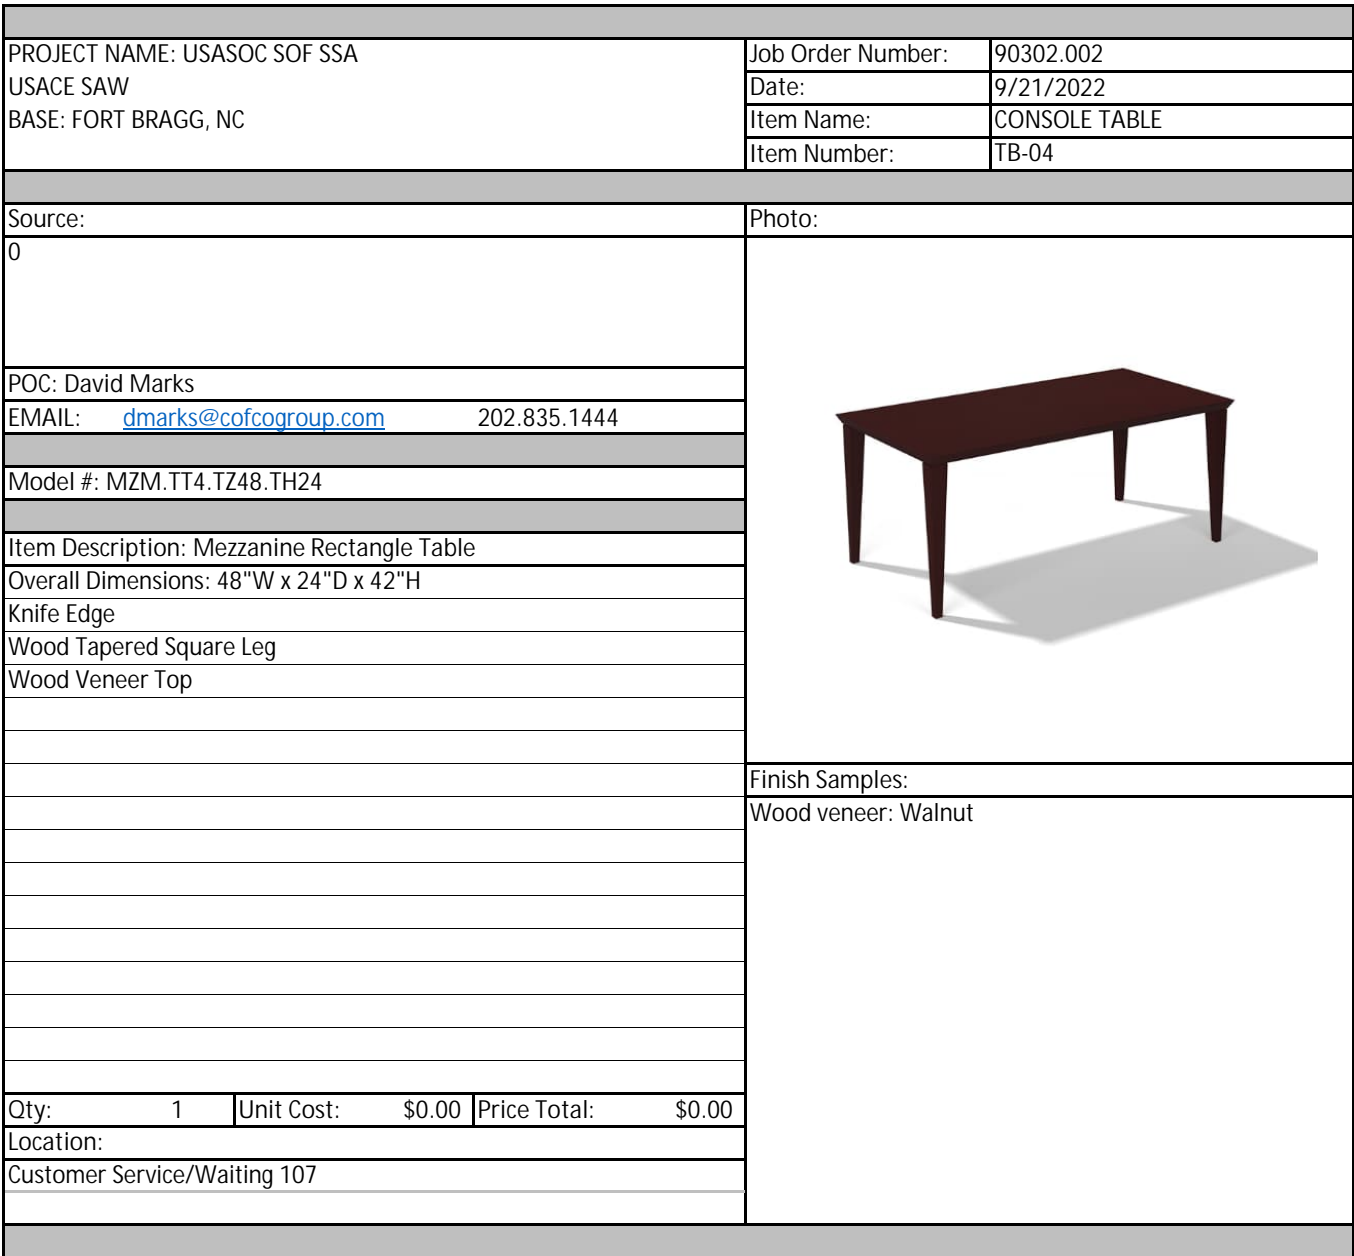 PROJECT NAME: USASOC SOF SSA
USACE SAW
BASE: FORT BRAGG, NC
Job Order Number: 90302.002
Date: 9/21/2022
Item Name: CONSOLE TABLE
Item Number: TB-04
Source:
0
POC: David Marks
EMAIL: dmarks@cofcogroup.com 202.835.1444
Model #: MZM.TT4.TZ48.TH24
Item Description: Mezzanine Rectangle Table
Overall Dimensions: 48"W x 24"D x 42"H
Knife Edge
Wood Tapered Square Leg
Wood Veneer Top
Qty: 1 Unit Cost: $0.00 Price Total: $0.00
Location:
Customer Service/Waiting 107
Photo:
Finish Samples:
Wood veneer: Walnut